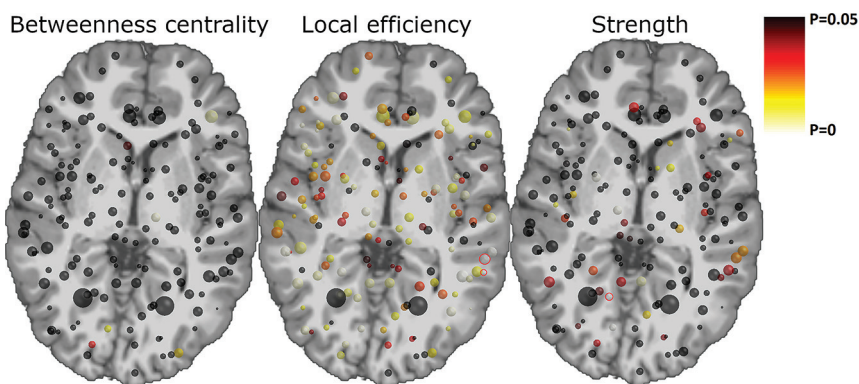 Betweenness centrality
Local efficiency
Strength
P=0.05
P=0